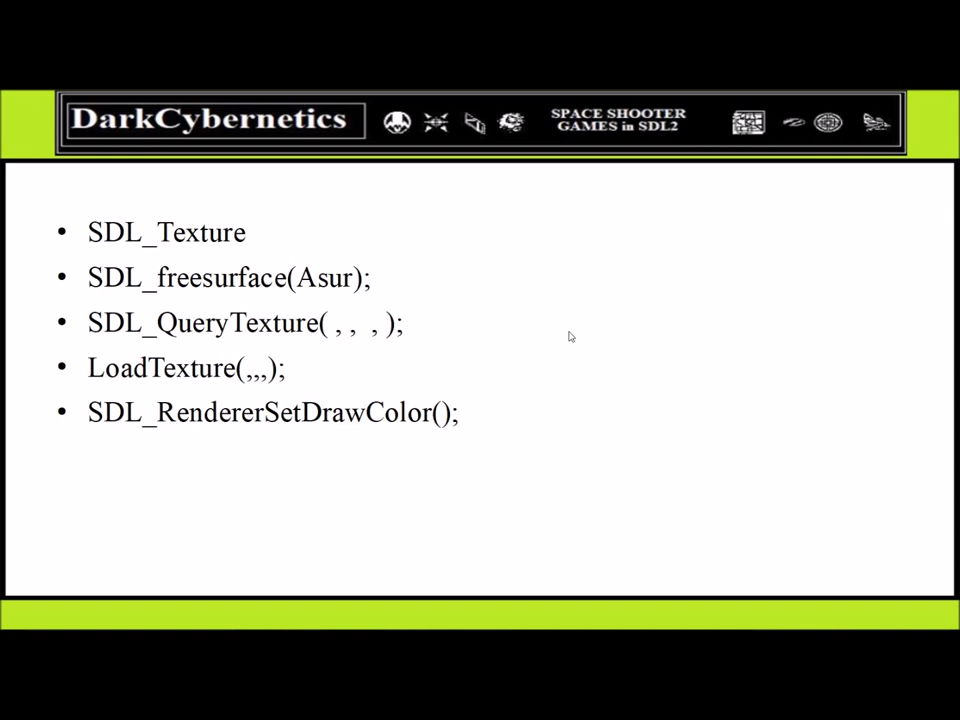 DarkCybernetics
SPACE SHOOTER
GAMES in SDL2
• SDL_Texture
• SDL_freesurface(Asur);
• SDL_QueryTexture( , ,  , );
• LoadTexture(,,,);
• SDL_RendererSetDrawColor();